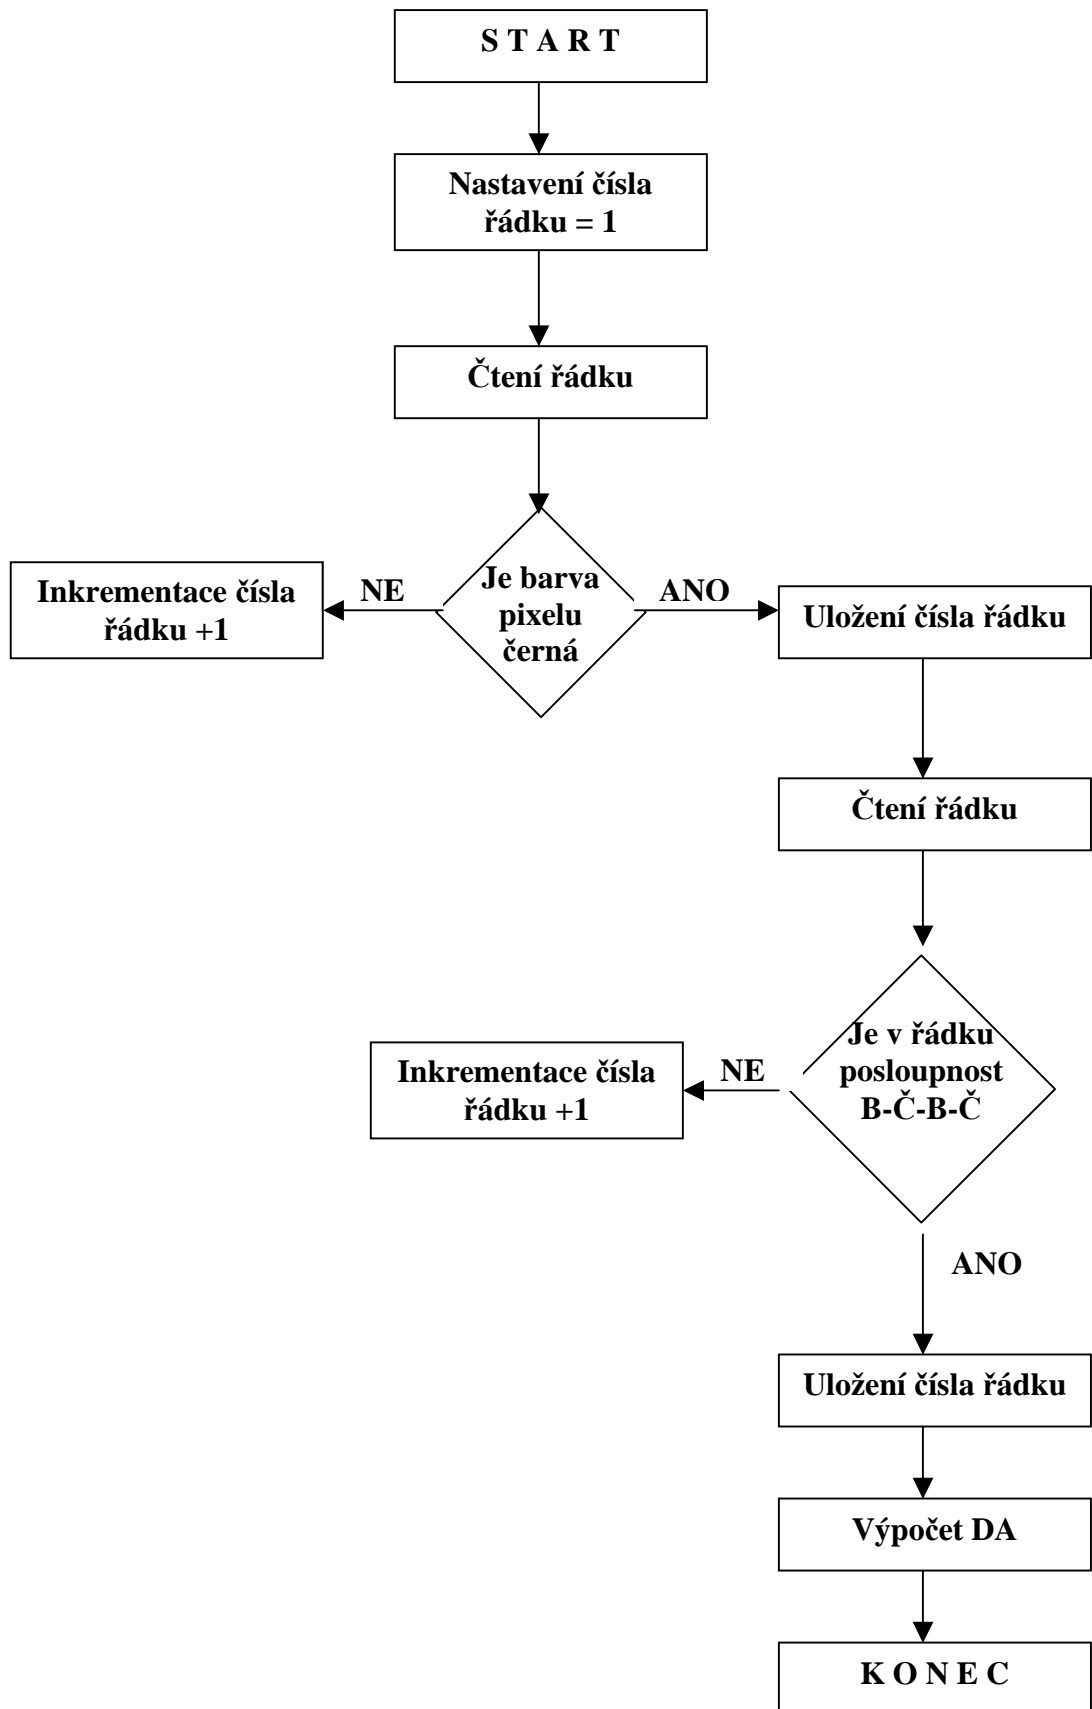 S T A R T
Nastavení čísla
řádku = 1
Čtení řádku
Je barva
pixelu
černá
NE
ANO
Inkrementace čísla
řádku +1
Uložení čísla řádku
Čtení řádku
Je v řádku
posloupnost
B-Č-B-Č
NE
Inkrementace čísla
řádku +1
ANO
Uložení čísla řádku
Výpočet DA
K O N E C